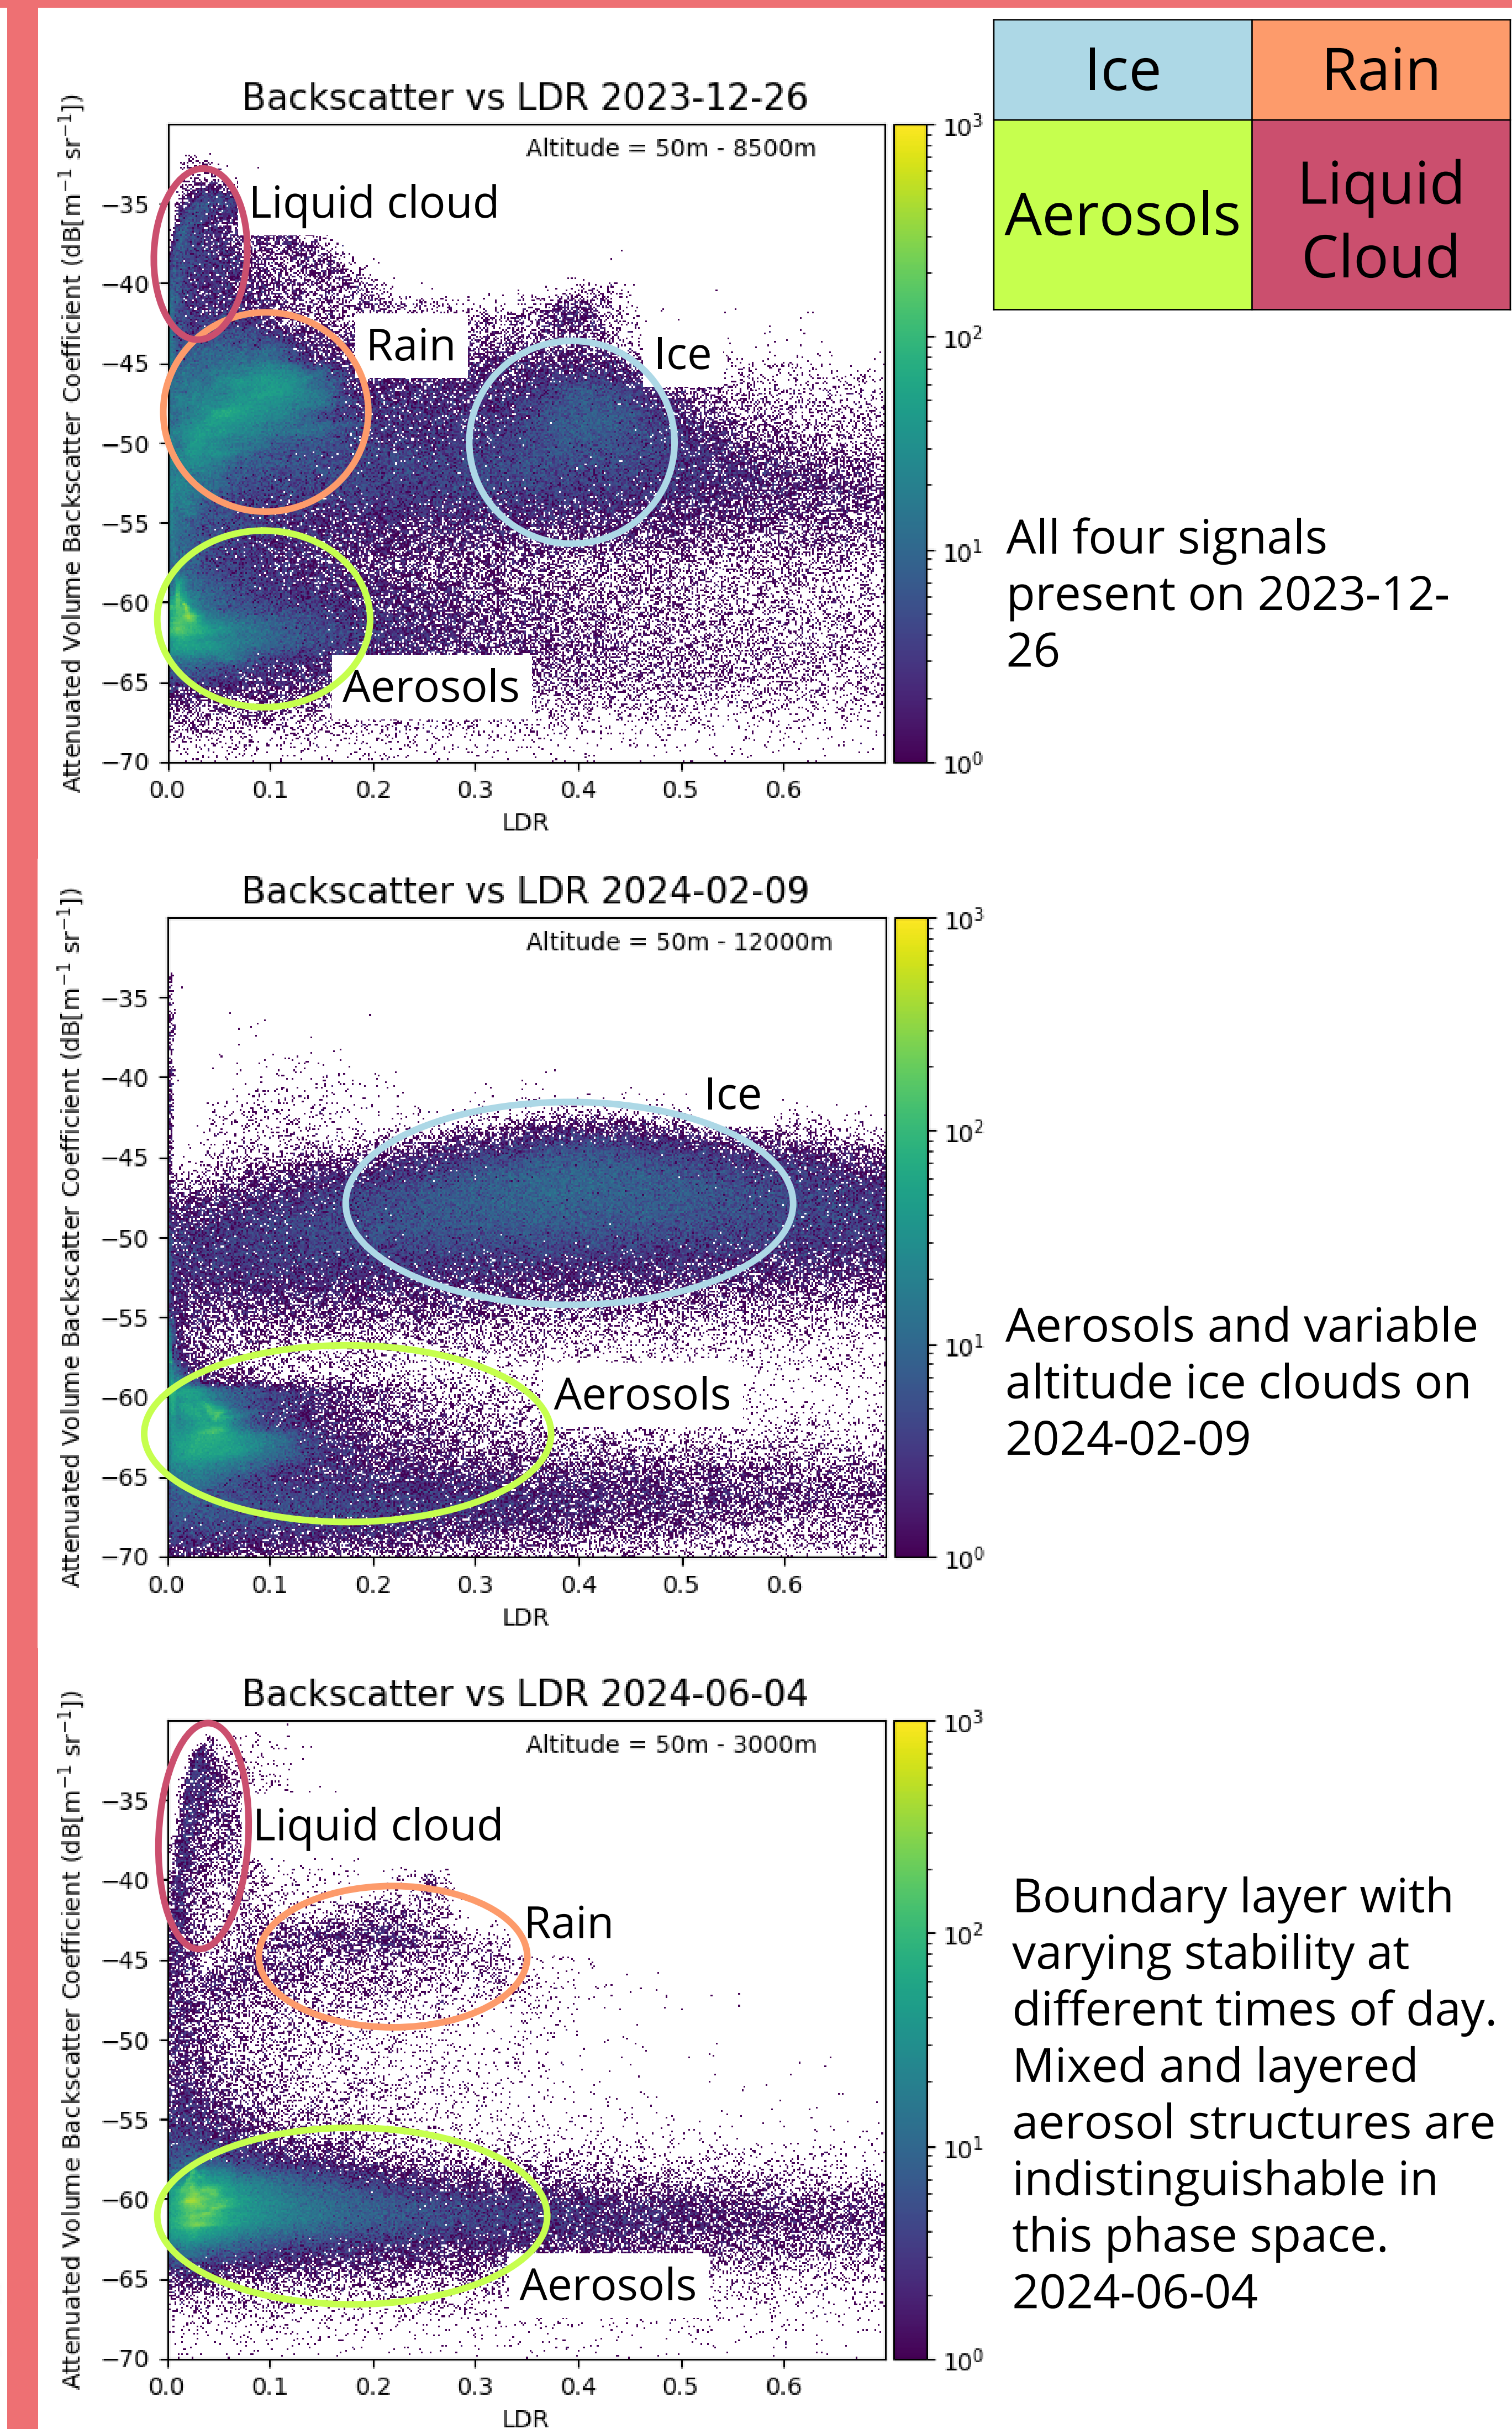 Ice
Rain
Aerosols
Liquid
Cloud
Backscatter vs LDR 2023-12-26
Altitude = 50m - 8500m
Attenuated Volume Backscatter Coefficient (dB[m⁻¹ sr⁻¹])
−35
−40
−45
−50
−55
−60
−65
−70
Liquid cloud
Rain
Ice
Aerosols
0.0 0.1 0.2 0.3 0.4 0.5 0.6
LDR
10³
10²
10¹
10⁰
All four signals
present on 2023-12-
26
Backscatter vs LDR 2024-02-09
Altitude = 50m - 12000m
Attenuated Volume Backscatter Coefficient (dB[m⁻¹ sr⁻¹])
−35
−40
−45
−50
−55
−60
−65
−70
Ice
Aerosols
0.0 0.1 0.2 0.3 0.4 0.5 0.6
LDR
10³
10²
10¹
10⁰
Aerosols and variable
altitude ice clouds on
2024-02-09
Backscatter vs LDR 2024-06-04
Altitude = 50m - 3000m
Attenuated Volume Backscatter Coefficient (dB[m⁻¹ sr⁻¹])
−35
−40
−45
−50
−55
−60
−65
−70
Liquid cloud
Rain
Aerosols
0.0 0.1 0.2 0.3 0.4 0.5 0.6
LDR
10³
10²
10¹
10⁰
Boundary layer with
varying stability at
different times of day.
Mixed and layered
aerosol structures are
indistinguishable in
this phase space.
2024-06-04